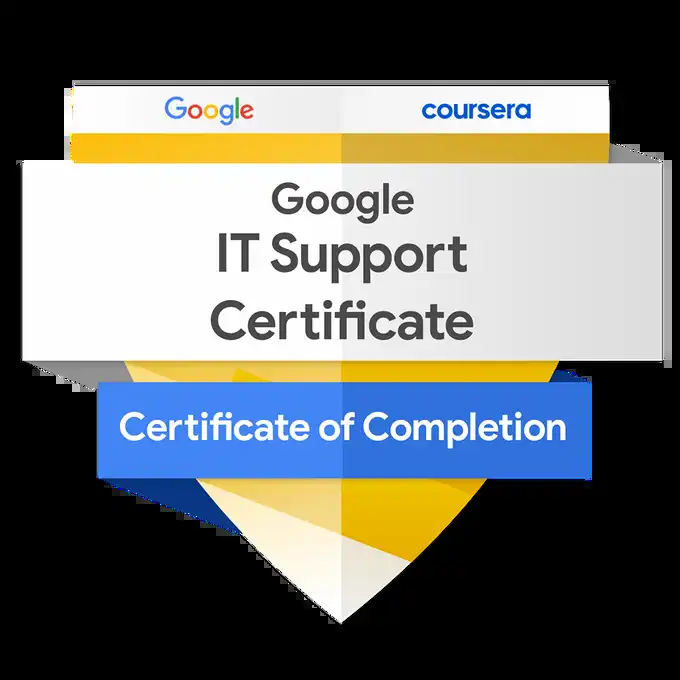 Google coursera
Google
IT Support
Certificate
Certificate of Completion